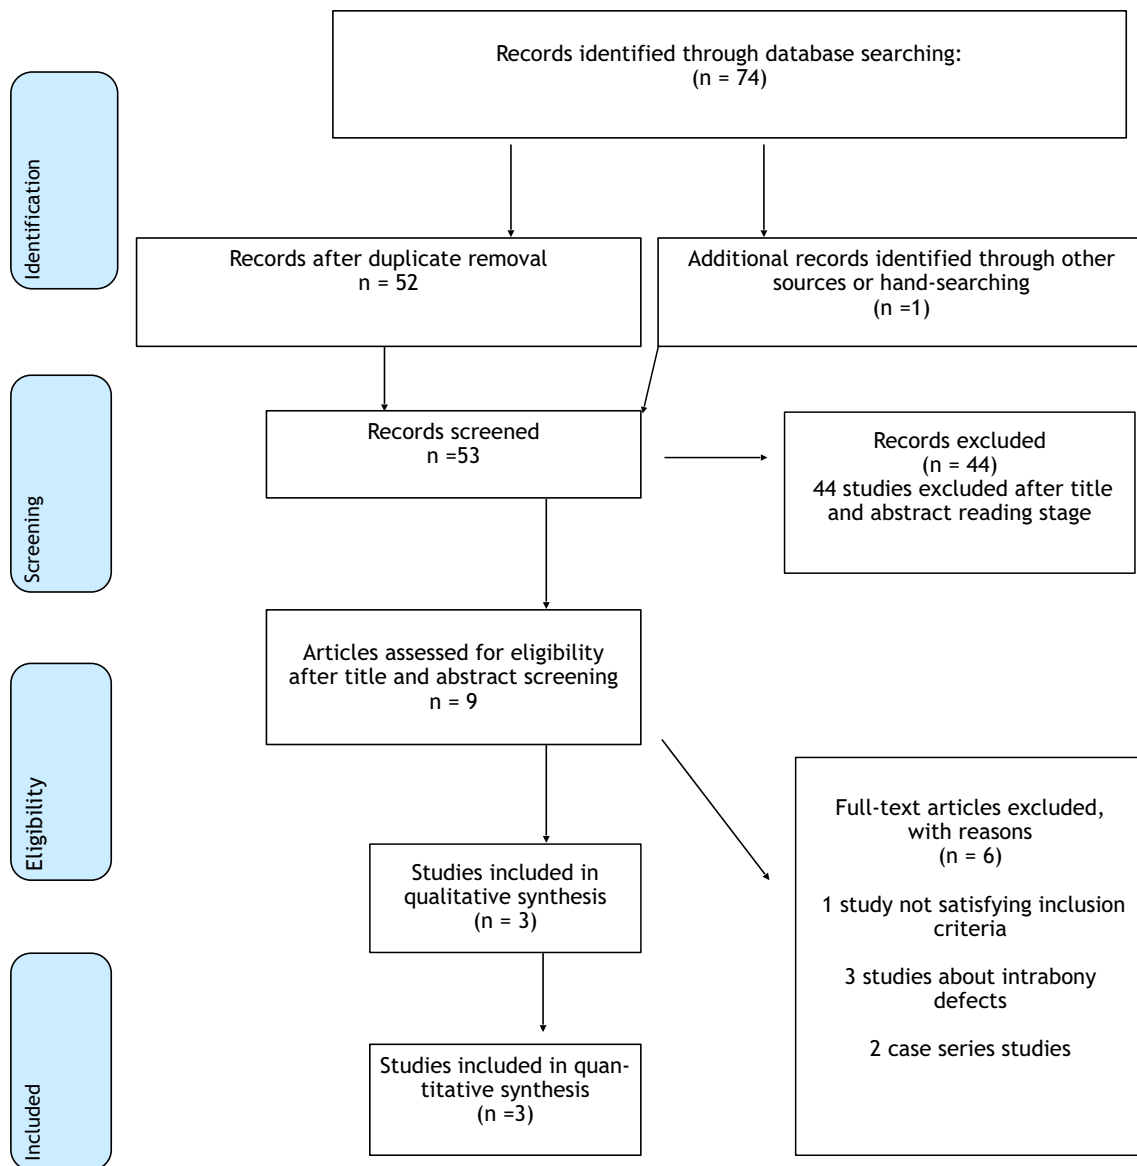 Records identified through database searching:
(n = 74)
Identification
Records after duplicate removal
n = 52
Additional records identified through other
sources or hand-searching
(n =1)
Screening
Records screened
n =53
Records excluded
(n = 44)
44 studies excluded after title
and abstract reading stage
Eligibility
Articles assessed for eligibility
after title and abstract screening
n = 9
Full-text articles excluded,
with reasons
(n = 6)
1 study not satisfying inclusion
criteria
3 studies about intrabony
defects
2 case series studies
Studies included in
qualitative synthesis
(n = 3)
Included
Studies included in quan-
titative synthesis
(n =3)